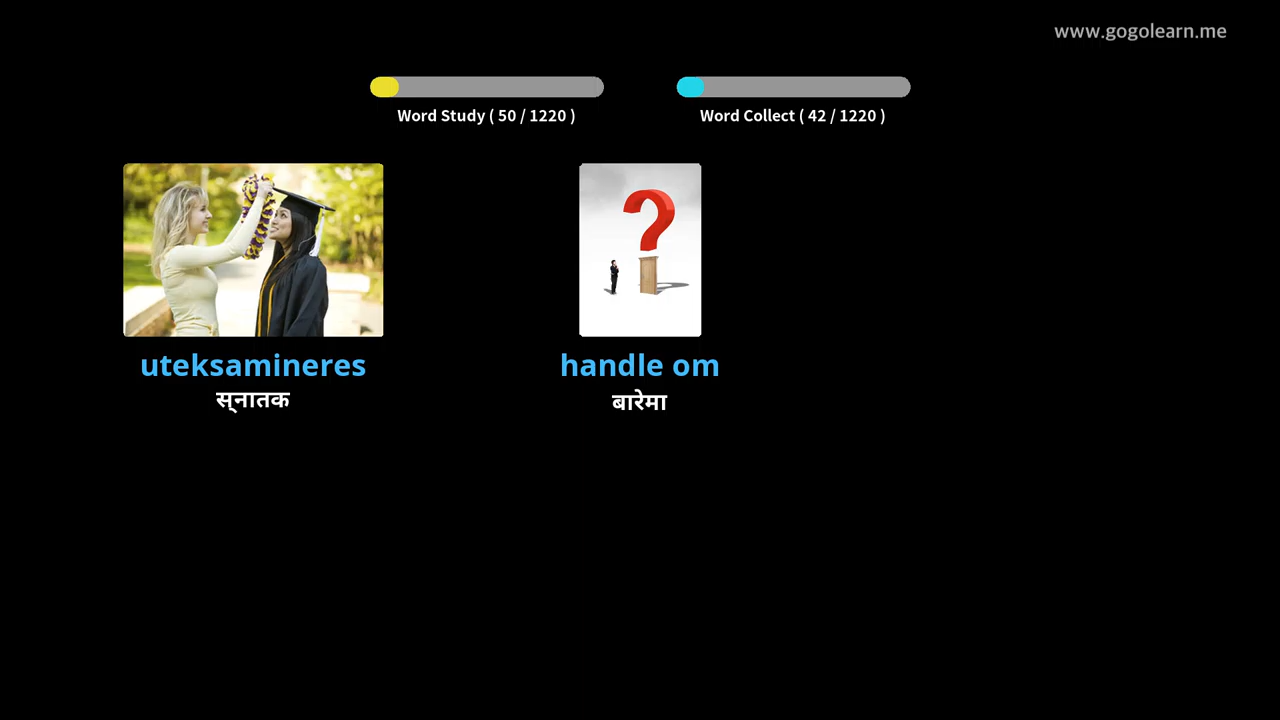 www.gogolearn.me
Word Study ( 50 / 1220 )
Word Collect ( 42 / 1220 )
uteksamineres
स्‌नातक
handle om
बारेमा